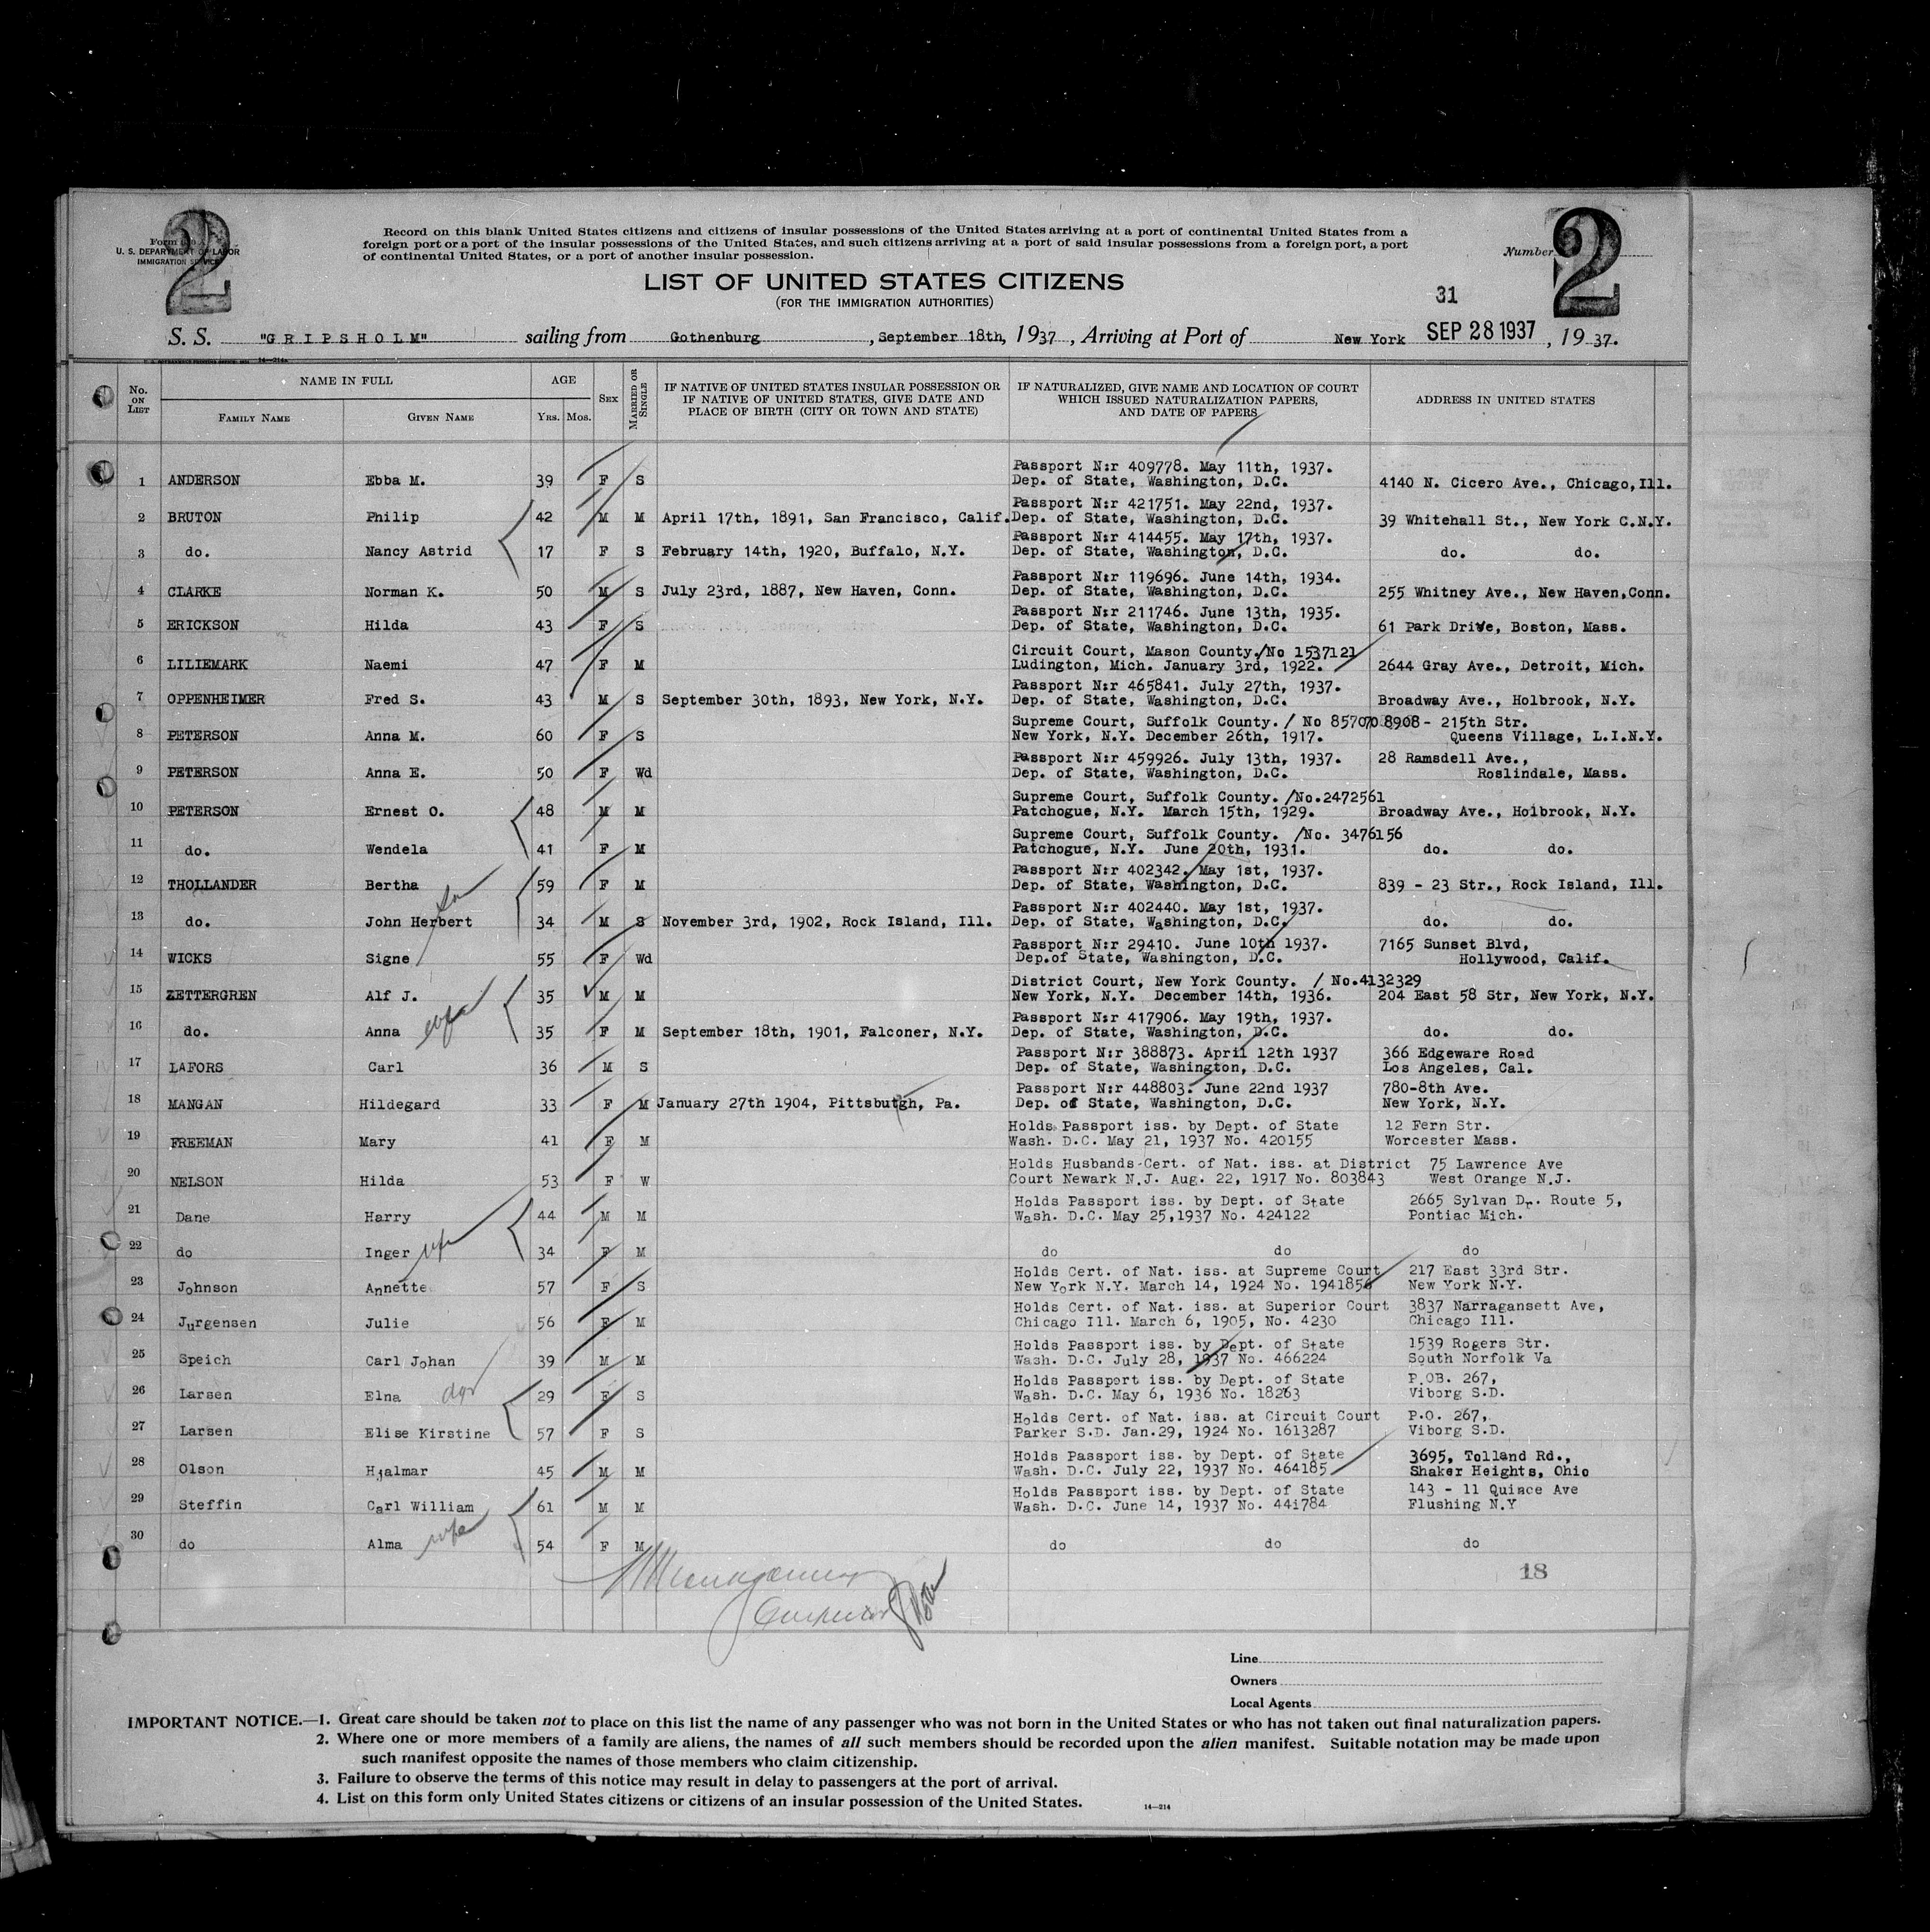 2
Form 630
U. S. DEPARTMENT OF LABOR
IMMIGRATION SERVICE
Record on this blank United States citizens and citizens of insular possessions of the United States arriving at a port of continental United States from a
foreign port or a port of the insular possessions of the United States, and such citizens arriving at a port of said insular possessions from a foreign port, a port
of continental United States, or a port of another insular possession.
Number
2
LIST OF UNITED STATES CITIZENS
(FOR THE IMMIGRATION AUTHORITIES)
31
S. S. "GRIPSHOLM" sailing from Gothenburg, September 18th, 1937, Arriving at Port of New York SEP 28 1937, 1937.
14—214
No. ON LIST
NAME IN FULL
FAMILY NAME GIVEN NAME
AGE
YRS. MOS.
SEX
MARRIED OR SINGLE
IF NATIVE OF UNITED STATES INSULAR POSSESSION OR
IF NATIVE OF UNITED STATES, GIVE DATE AND
PLACE OF BIRTH (CITY OR TOWN AND STATE)
IF NATURALIZED, GIVE NAME AND LOCATION OF COURT
WHICH ISSUED NATURALIZATION PAPERS,
AND DATE OF PAPERS
ADDRESS IN UNITED STATES
Passport N:r 409778. May 11th, 1937.
1 ANDERSON Ebba M. 39 F S Dep. of State, Washington, D.C. 4140 N. Cicero Ave., Chicago, Ill.
Passport N:r 421751. May 22nd, 1937.
2 BRUTON Philip 42 M M April 17th, 1891, San Francisco, Calif. Dep. of State, Washington, D.C. 39 Whitehall St., New York C.N.Y.
Passport N:r 414455. May 17th, 1937.
3 do. Nancy Astrid 17 F S February 14th, 1920, Buffalo, N.Y. Dep. of State, Washington, D.C. do. do.
Passport N:r 119696. June 14th, 1934.
4 CLARKE Norman K. 50 M S July 23rd, 1887, New Haven, Conn. Dep. of State, Washington, D.C. 255 Whitney Ave., New Haven, Conn.
Passport N:r 211746. June 13th, 1935.
5 ERICKSON Hilda 43 F S Dep. of State, Washington, D.C. 61 Park Drive, Boston, Mass.
Circuit Court, Mason County./No 1537121
6 LILIEMARK Naemi 47 F M Ludington, Mich. January 3rd, 1922. 2644 Gray Ave., Detroit, Mich.
Passport N:r 465841. July 27th, 1937.
7 OPPENHEIMER Fred S. 43 M S September 30th, 1893, New York, N.Y. Dep. of State, Washington, D.C. Broadway Ave., Holbrook, N.Y.
Supreme Court, Suffolk County. / No 857070 8908 - 215th Str.
8 PETERSON Anna M. 60 F S New York, N.Y. December 26th, 1917. Queens Village, L.I.N.Y.
Passport N:r 459926. July 13th, 1937. 28 Ramsdell Ave.,
9 PETERSON Anna E. 50 F Wd Dep. of State, Washington, D.C. Roslindale, Mass.
Supreme Court, Suffolk County. /No.2472561
10 PETERSON Ernest O. 48 M M Patchogue, N.Y. March 15th, 1929. Broadway Ave., Holbrook, N.Y.
Supreme Court, Suffolk County. /No. 3476156
11 do. Wendela 41 F M Patchogue, N.Y. June 20th, 1931. do. do.
Passport N:r 402342. May 1st, 1937.
12 THOLLANDER Bertha 59 F M Dep. of State, Washington, D.C. 839 - 23 Str., Rock Island, Ill.
son
Passport N:r 402440. May 1st, 1937.
13 do. John Herbert 34 M S November 3rd, 1902, Rock Island, Ill. Dep. of State, Washington, D.C. do. do.
Passport N:r 29410. June 10th 1937. 7165 Sunset Blvd,
14 WICKS Signe 55 F Wd Dep.of State, Washington, D.C. Hollywood, Calif.
District Court, New York County. / No.4132329
15 ZETTERGREN Alf J. 35 M M New York, N.Y. December 14th, 1936. 204 East 58 Str, New York, N.Y.
Passport N:r 417906. May 19th, 1937.
16 do. Anna wife 35 F M September 18th, 1901, Falconer, N.Y. Dep. of State, Washington, D.C. do. do.
Passport N:r 388873. April 12th 1937 366 Edgeware Road
17 LAFORS Carl 36 M S Dep. of State, Washington, D.C. Los Angeles, Cal.
Passport N:r 448803. June 22nd 1937 780-8th Ave.
18 MANGAN Hildegard 33 F M January 27th 1904, Pittsbutgh, Pa. Dep. of State, Washington, D.C. New York, N.Y.
Holds Passport iss. by Dept. of State 12 Fern Str.
19 FREEMAN Mary 41 F M Wash. D.C. May 21, 1937 No. 420155 Worcester Mass.
Holds Husbands Cert. of Nat. iss. at District 75 Lawrence Ave
20 NELSON Hilda 53 F W Court Newark N.J. Aug. 22, 1917 No. 803843 West Orange N.J.
Holds Passport iss. by Dept. of State 2665 Sylvan Dr. Route 5,
21 Dane Harry 44 M M Wash. D.C. May 25,1937 No. 424122 Pontiac Mich.
22 do Inger wife 34 F M do do do
Holds Cert. of Nat. iss. at Supreme Court 217 East 33rd Str.
23 Johnson Annette 57 F S New York N.Y. March 14, 1924 No. 1941856 New York N.Y.
Holds Cert. of Nat. iss. at Superior Court 3837 Narragansett Ave,
24 Jurgensen Julie 56 F M Chicago Ill. March 6, 1905, No. 4230 Chicago Ill.
Holds Passport iss. by Dept. of State 1539 Rogers Str.
25 Speich Carl Johan 39 M M Wash. D.C. July 28, 1937 No. 466224 South Norfolk Va
Holds Passport iss. by Dept. of State P.OB. 267,
26 Larsen Elna dgr 29 F S Wash. D.C. May 6, 1936 No. 18263 Viborg S.D.
Holds Cert. of Nat. iss. at Circuit Court P.O. 267,
27 Larsen Elise Kirstine 57 F S Parker S.D. Jan.29, 1924 No 1613287 Viborg S.D.
Holds Passport iss. by Dept. of State 3695, Tolland Rd.,
28 Olson Hjalmar 45 M M Wash. D.C. July 22, 1937 No. 464185 Shaker Heights, Ohio
Holds Passport iss. by Dept. of State 143 - 11 Quince Ave
29 Steffin Carl William 61 M M Wash. D.C. June 14, 1937 No. 441784 Flushing N.Y
30 do Alma wife 54 F M do do do
18
Line
Owners
Local Agents
IMPORTANT NOTICE.—1. Great care should be taken not to place on this list the name of any passenger who was not born in the United States or who has not taken out final naturalization papers.
2. Where one or more members of a family are aliens, the names of all such members should be recorded upon the alien manifest. Suitable notation may be made upon
such manifest opposite the names of those members who claim citizenship.
3. Failure to observe the terms of this notice may result in delay to passengers at the port of arrival.
4. List on this form only United States citizens or citizens of an insular possession of the United States.
14—214